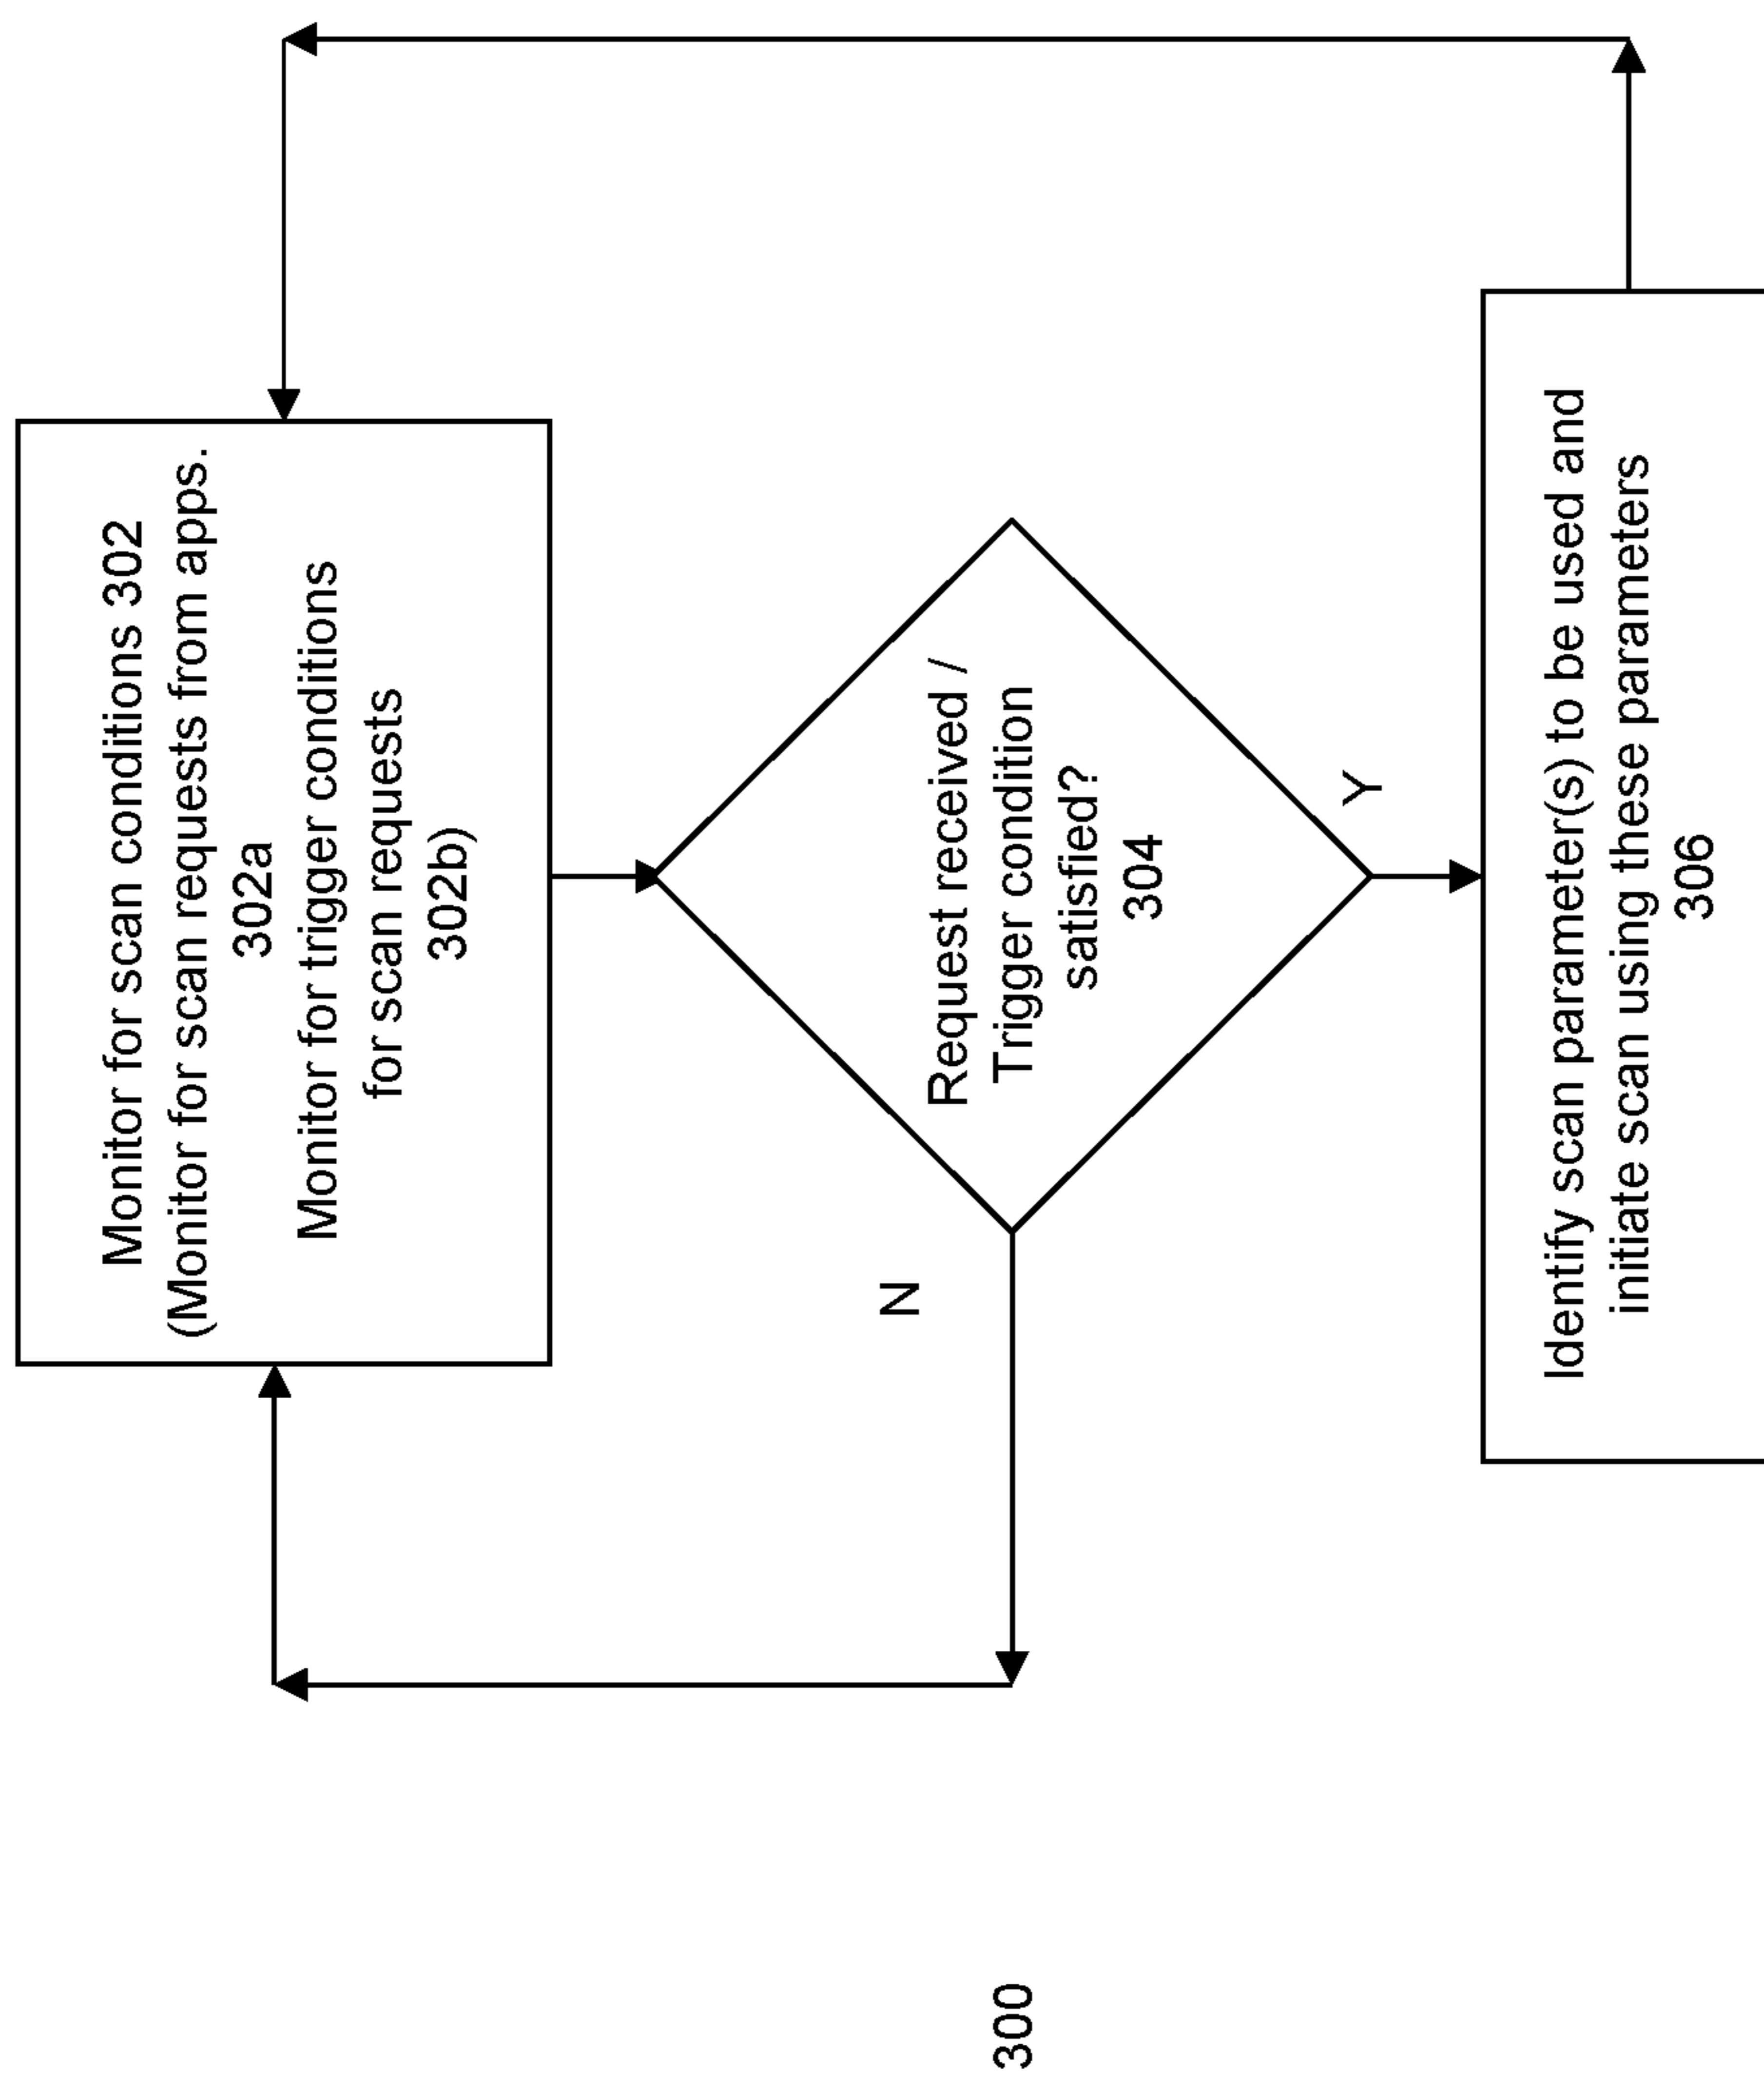 Monitor for scan conditions 302
(Monitor for scan requests from apps.
302a
Monitor for trigger conditions
for scan requests
302b)
Request received /
Trigger condition
satisfied?
304
N
Y
Identify scan parameter(s) to be used and
initiate scan using these parameters
306
300